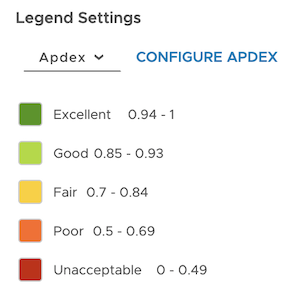 Legend Settings
Apdex CONFIGURE APDEX
Excellent 0.94 - 1
Good 0.85 - 0.93
Fair 0.7 - 0.84
Poor 0.5 - 0.69
Unacceptable 0 - 0.49